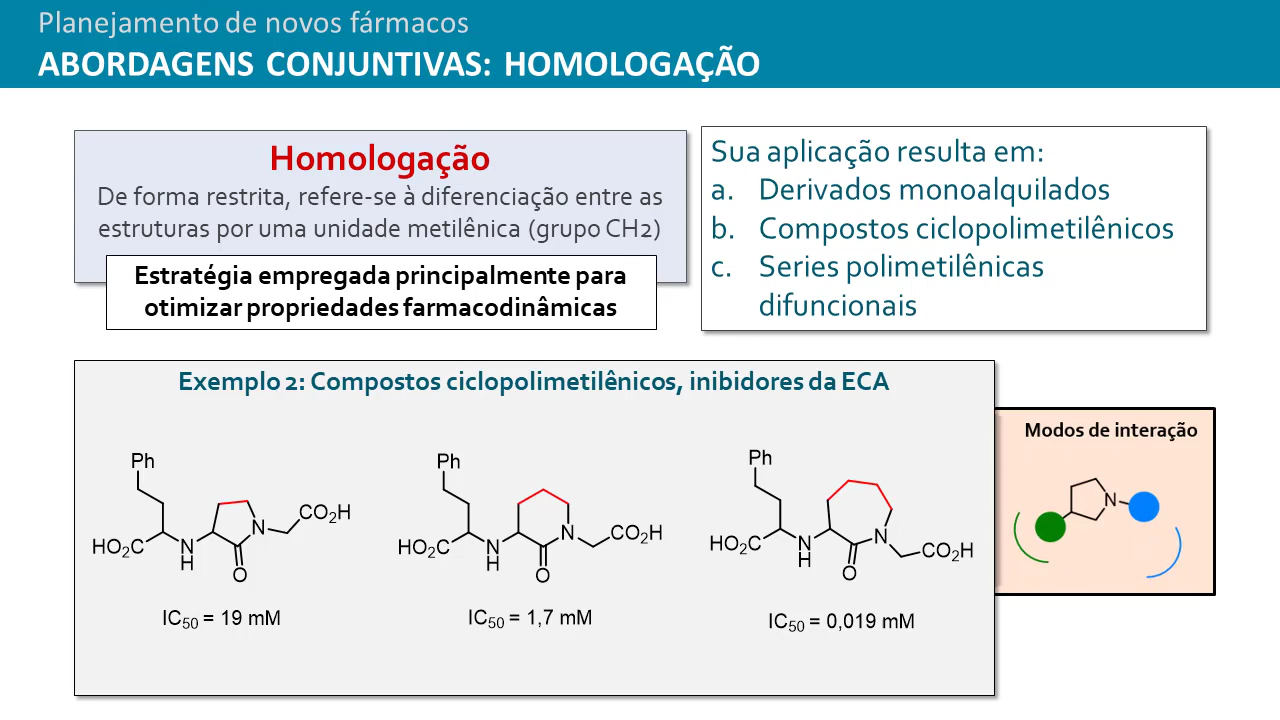 Planejamento de novos fármacos
ABORDAGENS CONJUNTIVAS: HOMOLOGAÇÃO
Homologação
De forma restrita, refere-se à diferenciação entre as
estruturas por uma unidade metilênica (grupo CH2)
Estratégia empregada principalmente para
otimizar propriedades farmacodinâmicas
Sua aplicação resulta em:
a. Derivados monoalquilados
b. Compostos ciclopolimetilênicos
c. Series polimetilênicas
difuncionais
Exemplo 2: Compostos ciclopolimetilênicos, inibidores da ECA
Ph
HO₂C
N
H
O
N
CO₂H
IC₅₀ = 19 mM
Ph
HO₂C
N
H
O
N
CO₂H
IC₅₀ = 1,7 mM
Ph
HO₂C
N
H
O
N
CO₂H
IC₅₀ = 0,019 mM
Modos de interação
N